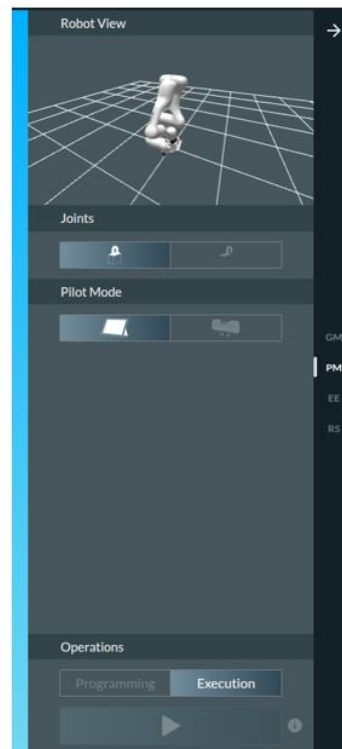 Robot View
Joints
Pilot Mode
GM
PM
EE
RS
Operations
Programming
Execution